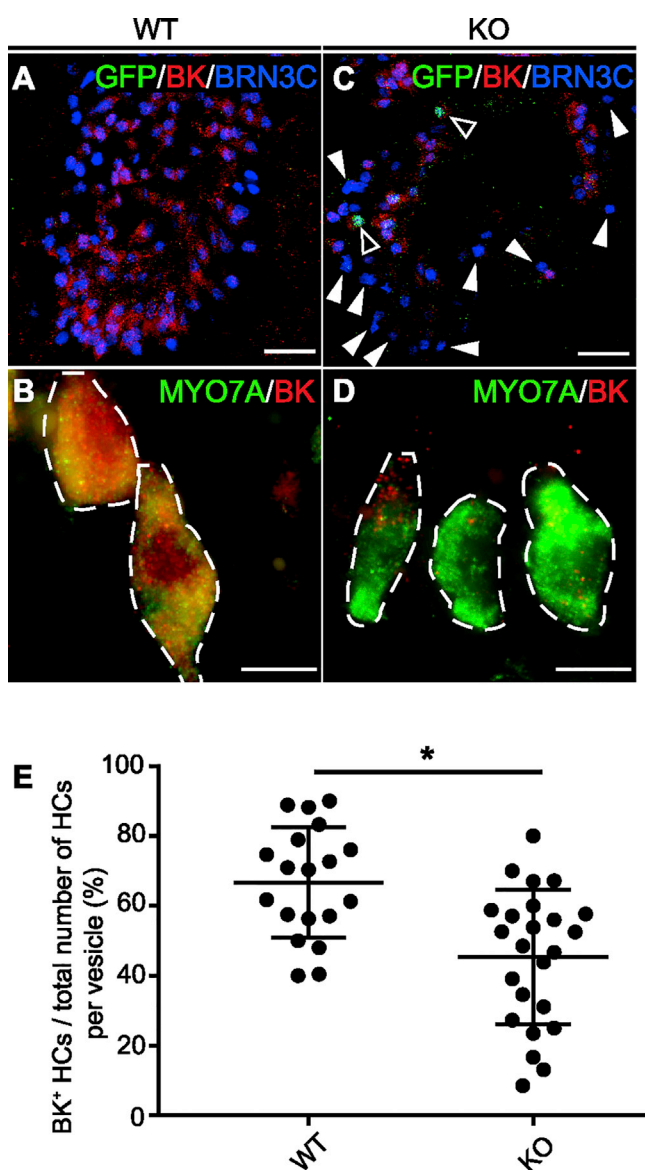 WT KO
A GFP/BK/BRN3C
C GFP/BK/BRN3C
B MYO7A/BK
D MYO7A/BK
E
BK⁺ HCs / total number of HCs
per vesicle (%)
100
80
60
40
20
0
*
WT KO